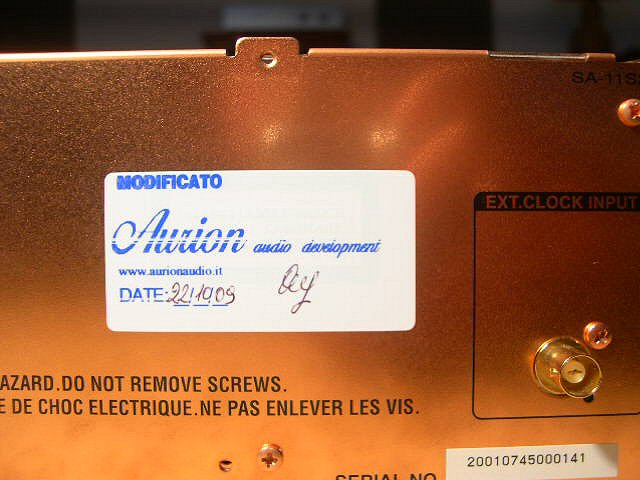 SA-11S
MODIFICATO
EXT.CLOCK INPUT
Aurion audio development
www.aurionaudio.it
DATE: 22/10/09
AZARD.DO NOT REMOVE SCREWS.
E DE CHOC ELECTRIQUE.NE PAS ENLEVER LES VIS.
20010745000141
SERIAL NO